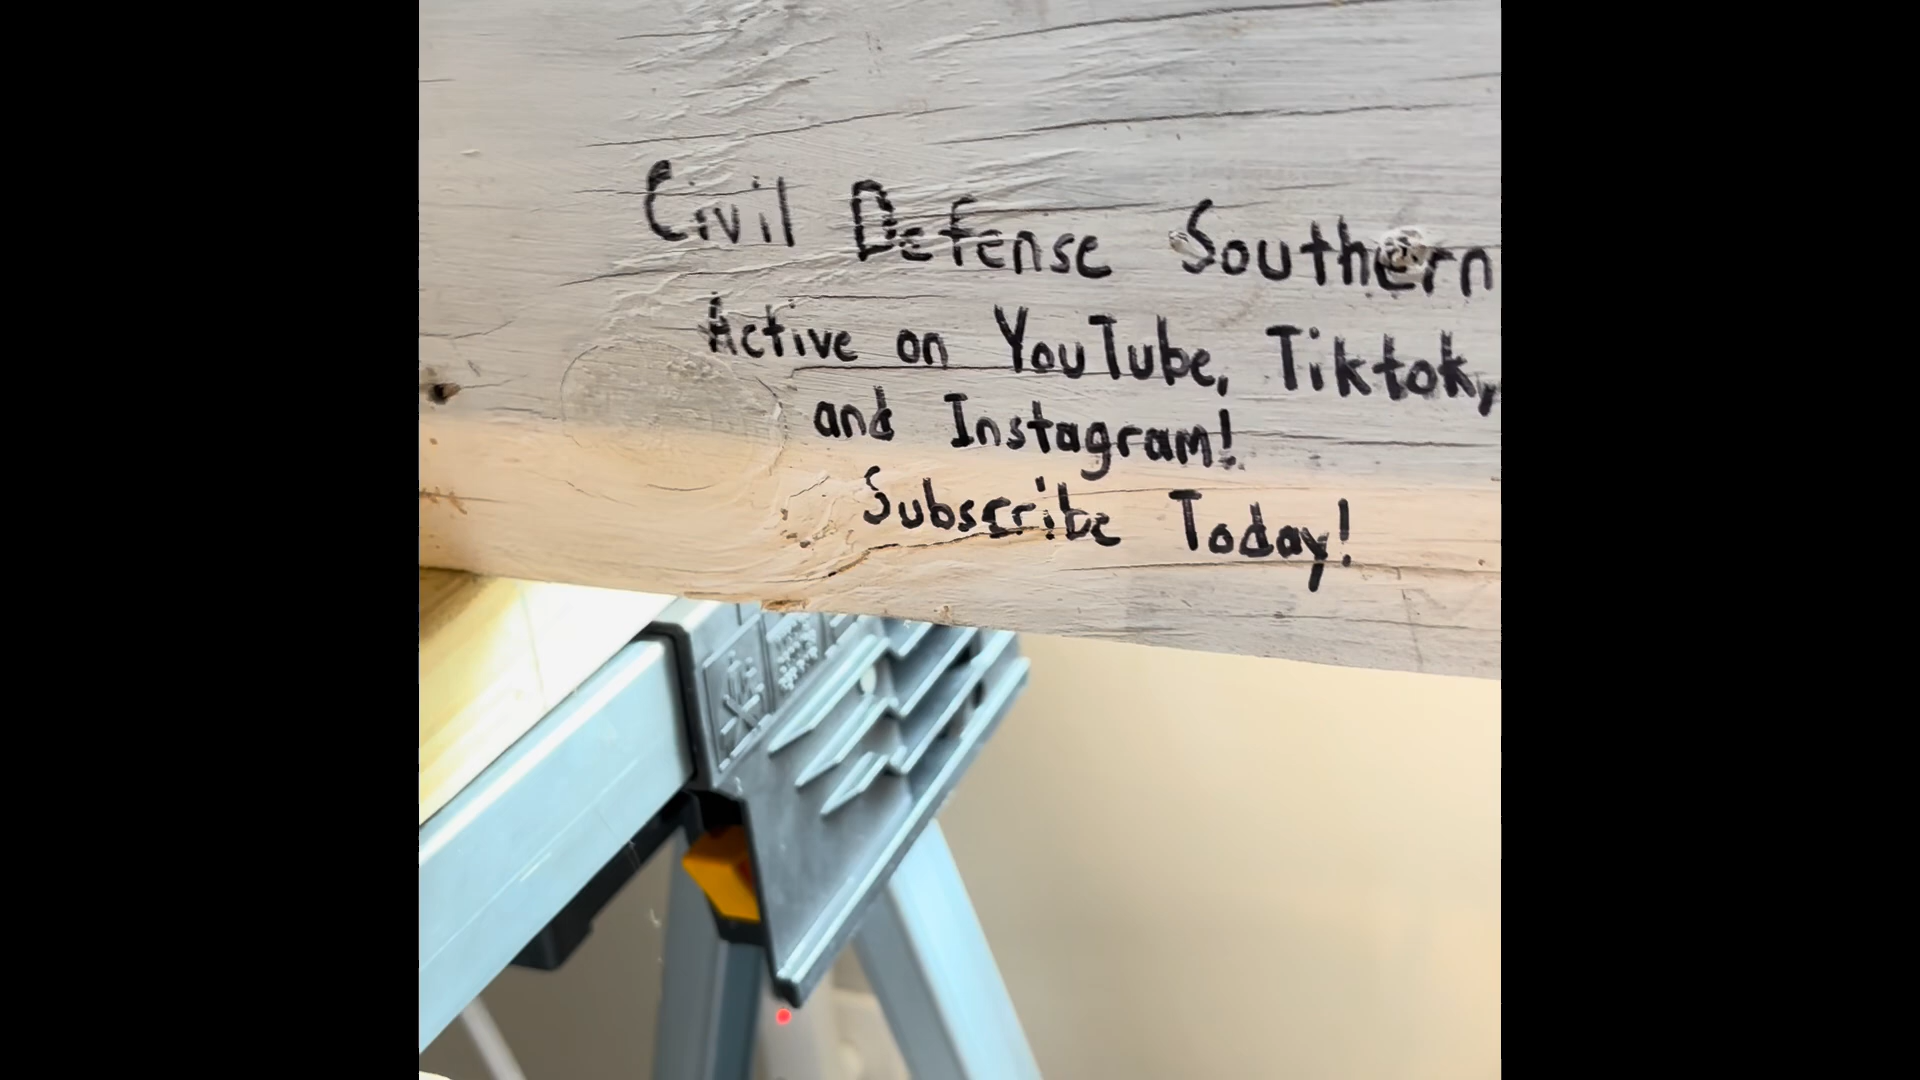 Civil Defense Southern
Active on YouTube, Tiktok,
and Instagram!
Subscribe Today!